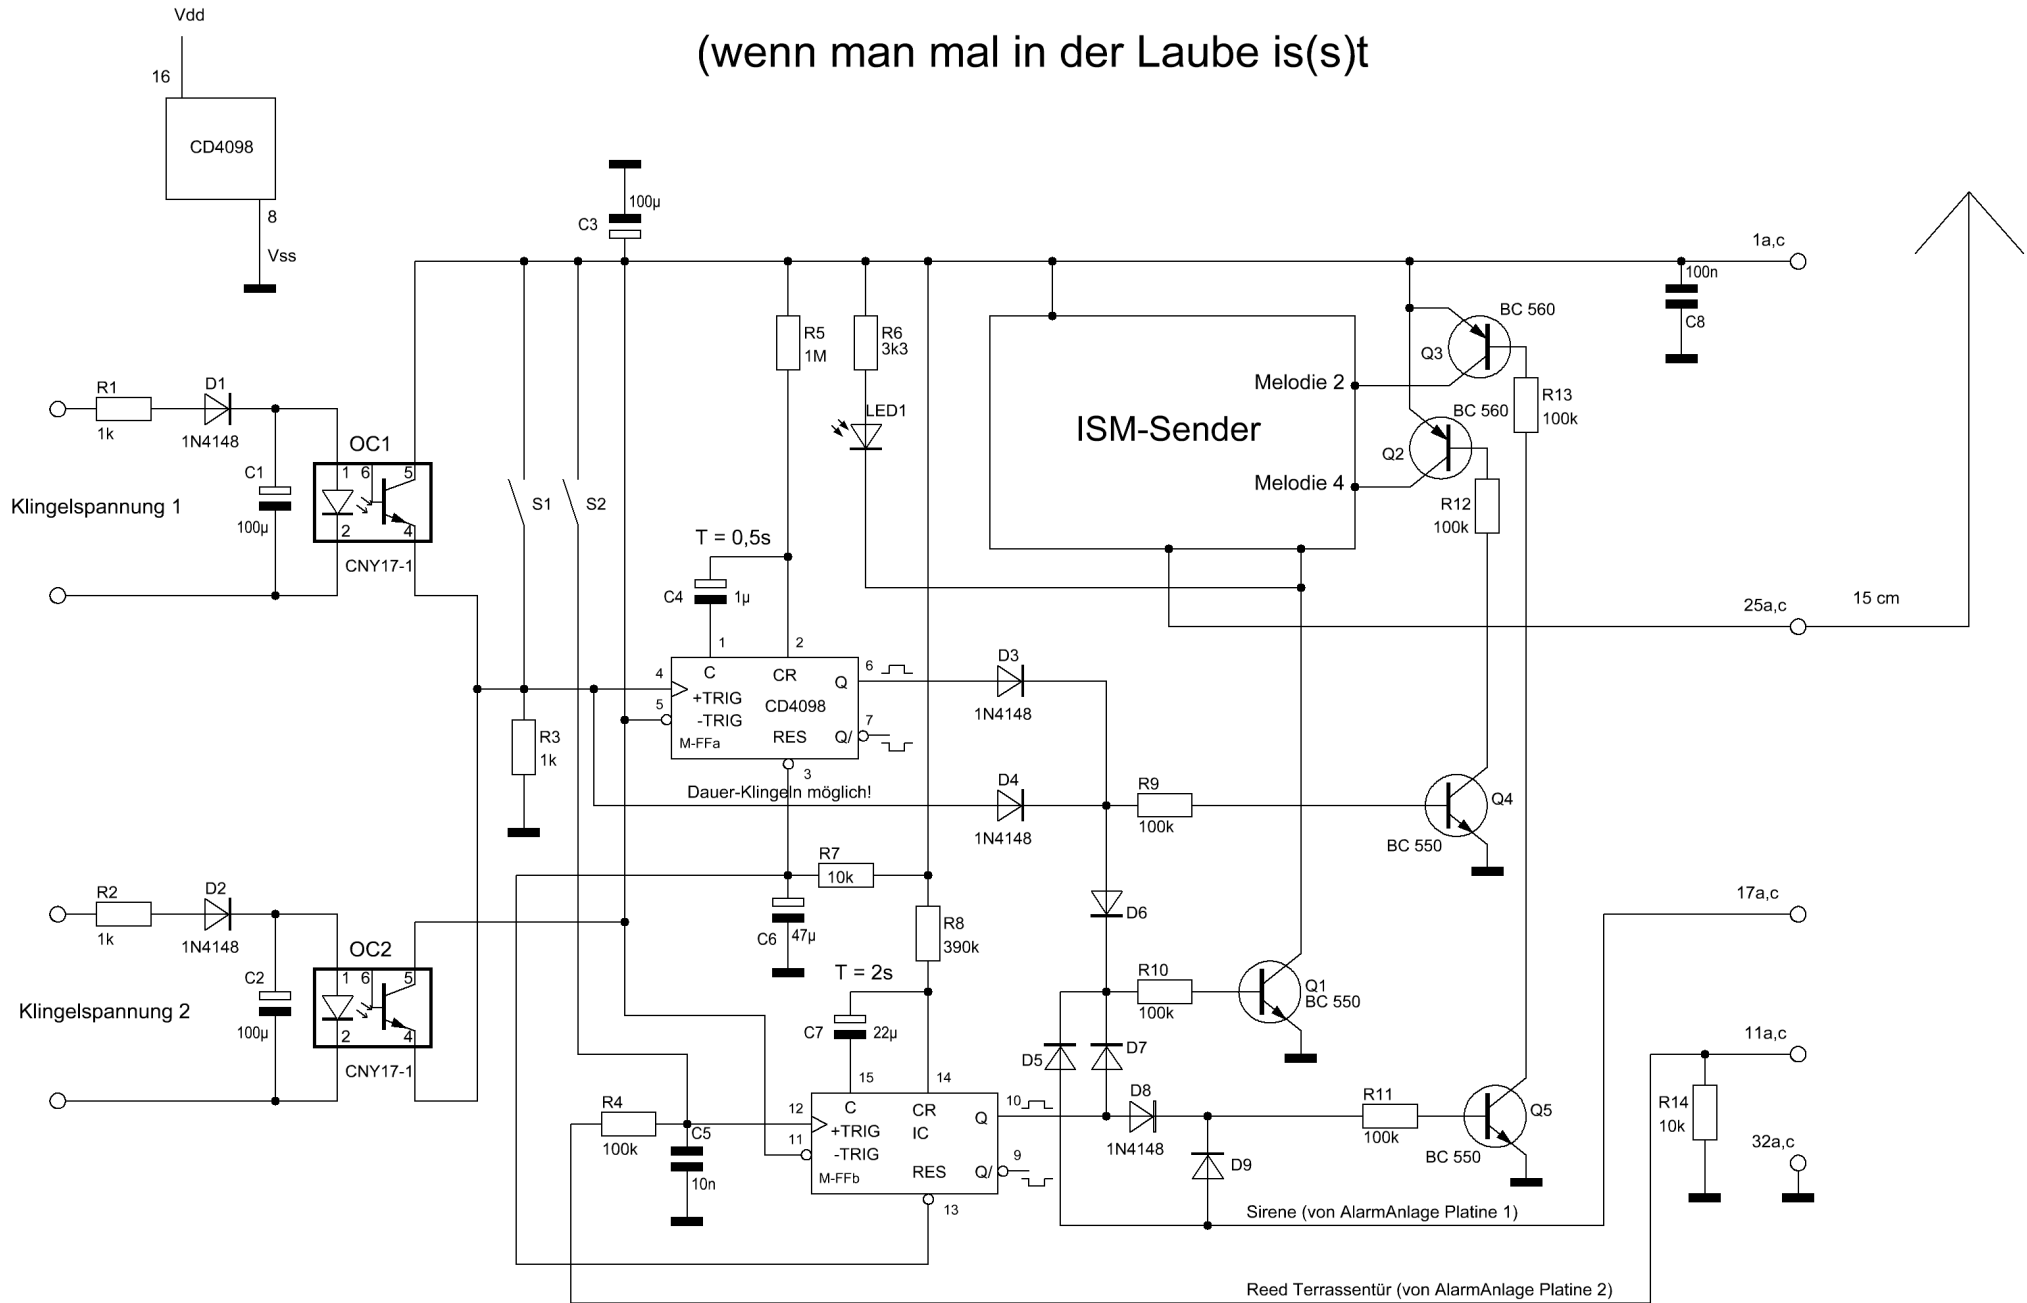 Vdd
(wenn man mal in der Laube is(s)t
16
CD4098
8
Vss
100µ
C3
1a,c
100n
C8
BC 560
Q3
R5
1M
R6
3k3
Melodie 2
R13
100k
R1
1k
D1
1N4148
LED1
ISM-Sender
BC 560
Q2
OC1
C1
100µ
1
6
5
2
4
CNY17-1
Klingelspannung 1
S1
S2
Melodie 4
R12
100k
T = 0,5s
C4
1µ
25a,c
15 cm
1
2
4
5
C
CR
+TRIG
-TRIG
CD4098
M-FFa
RES
Q
Q/
6
7
3
D3
1N4148
R3
1k
Dauer-Klingeln möglich!
D4
1N4148
R9
100k
Q4
BC 550
R7
10k
R2
1k
D2
1N4148
C6
47µ
R8
390k
D6
17a,c
OC2
C2
100µ
1
6
5
2
4
CNY17-1
Klingelspannung 2
T = 2s
C7
22µ
R10
100k
Q1
BC 550
D5
D7
11a,c
15
14
R4
100k
C5
10n
12
11
C
CR
+TRIG
IC
-TRIG
M-FFb
RES
Q
Q/
10
9
13
D8
1N4148
D9
R11
100k
Q5
BC 550
R14
10k
32a,c
Sirene (von AlarmAnlage Platine 1)
Reed Terrassentür (von AlarmAnlage Platine 2)